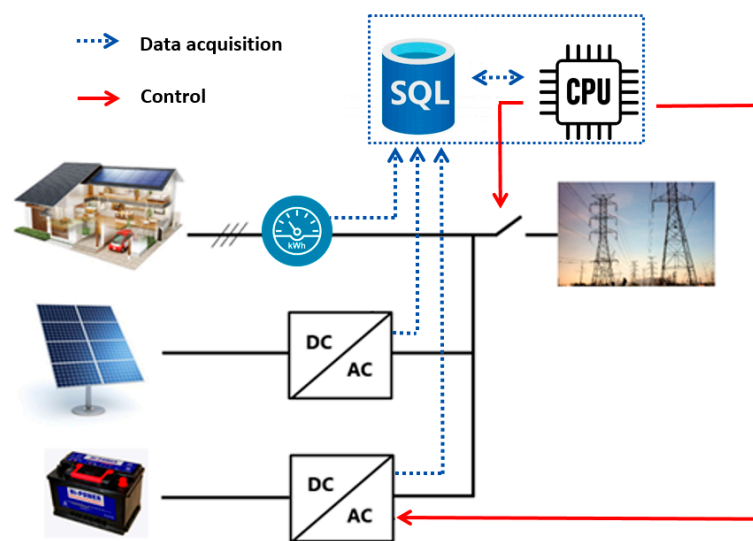 Data acquisition
Control
SQL
CPU
kWh
DC
AC
DC
AC